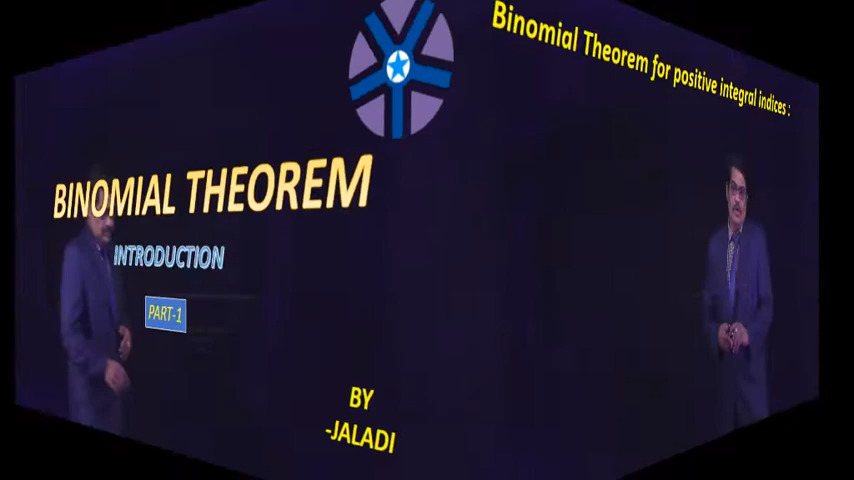 BINOMIAL THEOREM
INTRODUCTION
PART-1
BY
-JALADI
Binomial Theorem for positive integral indices :